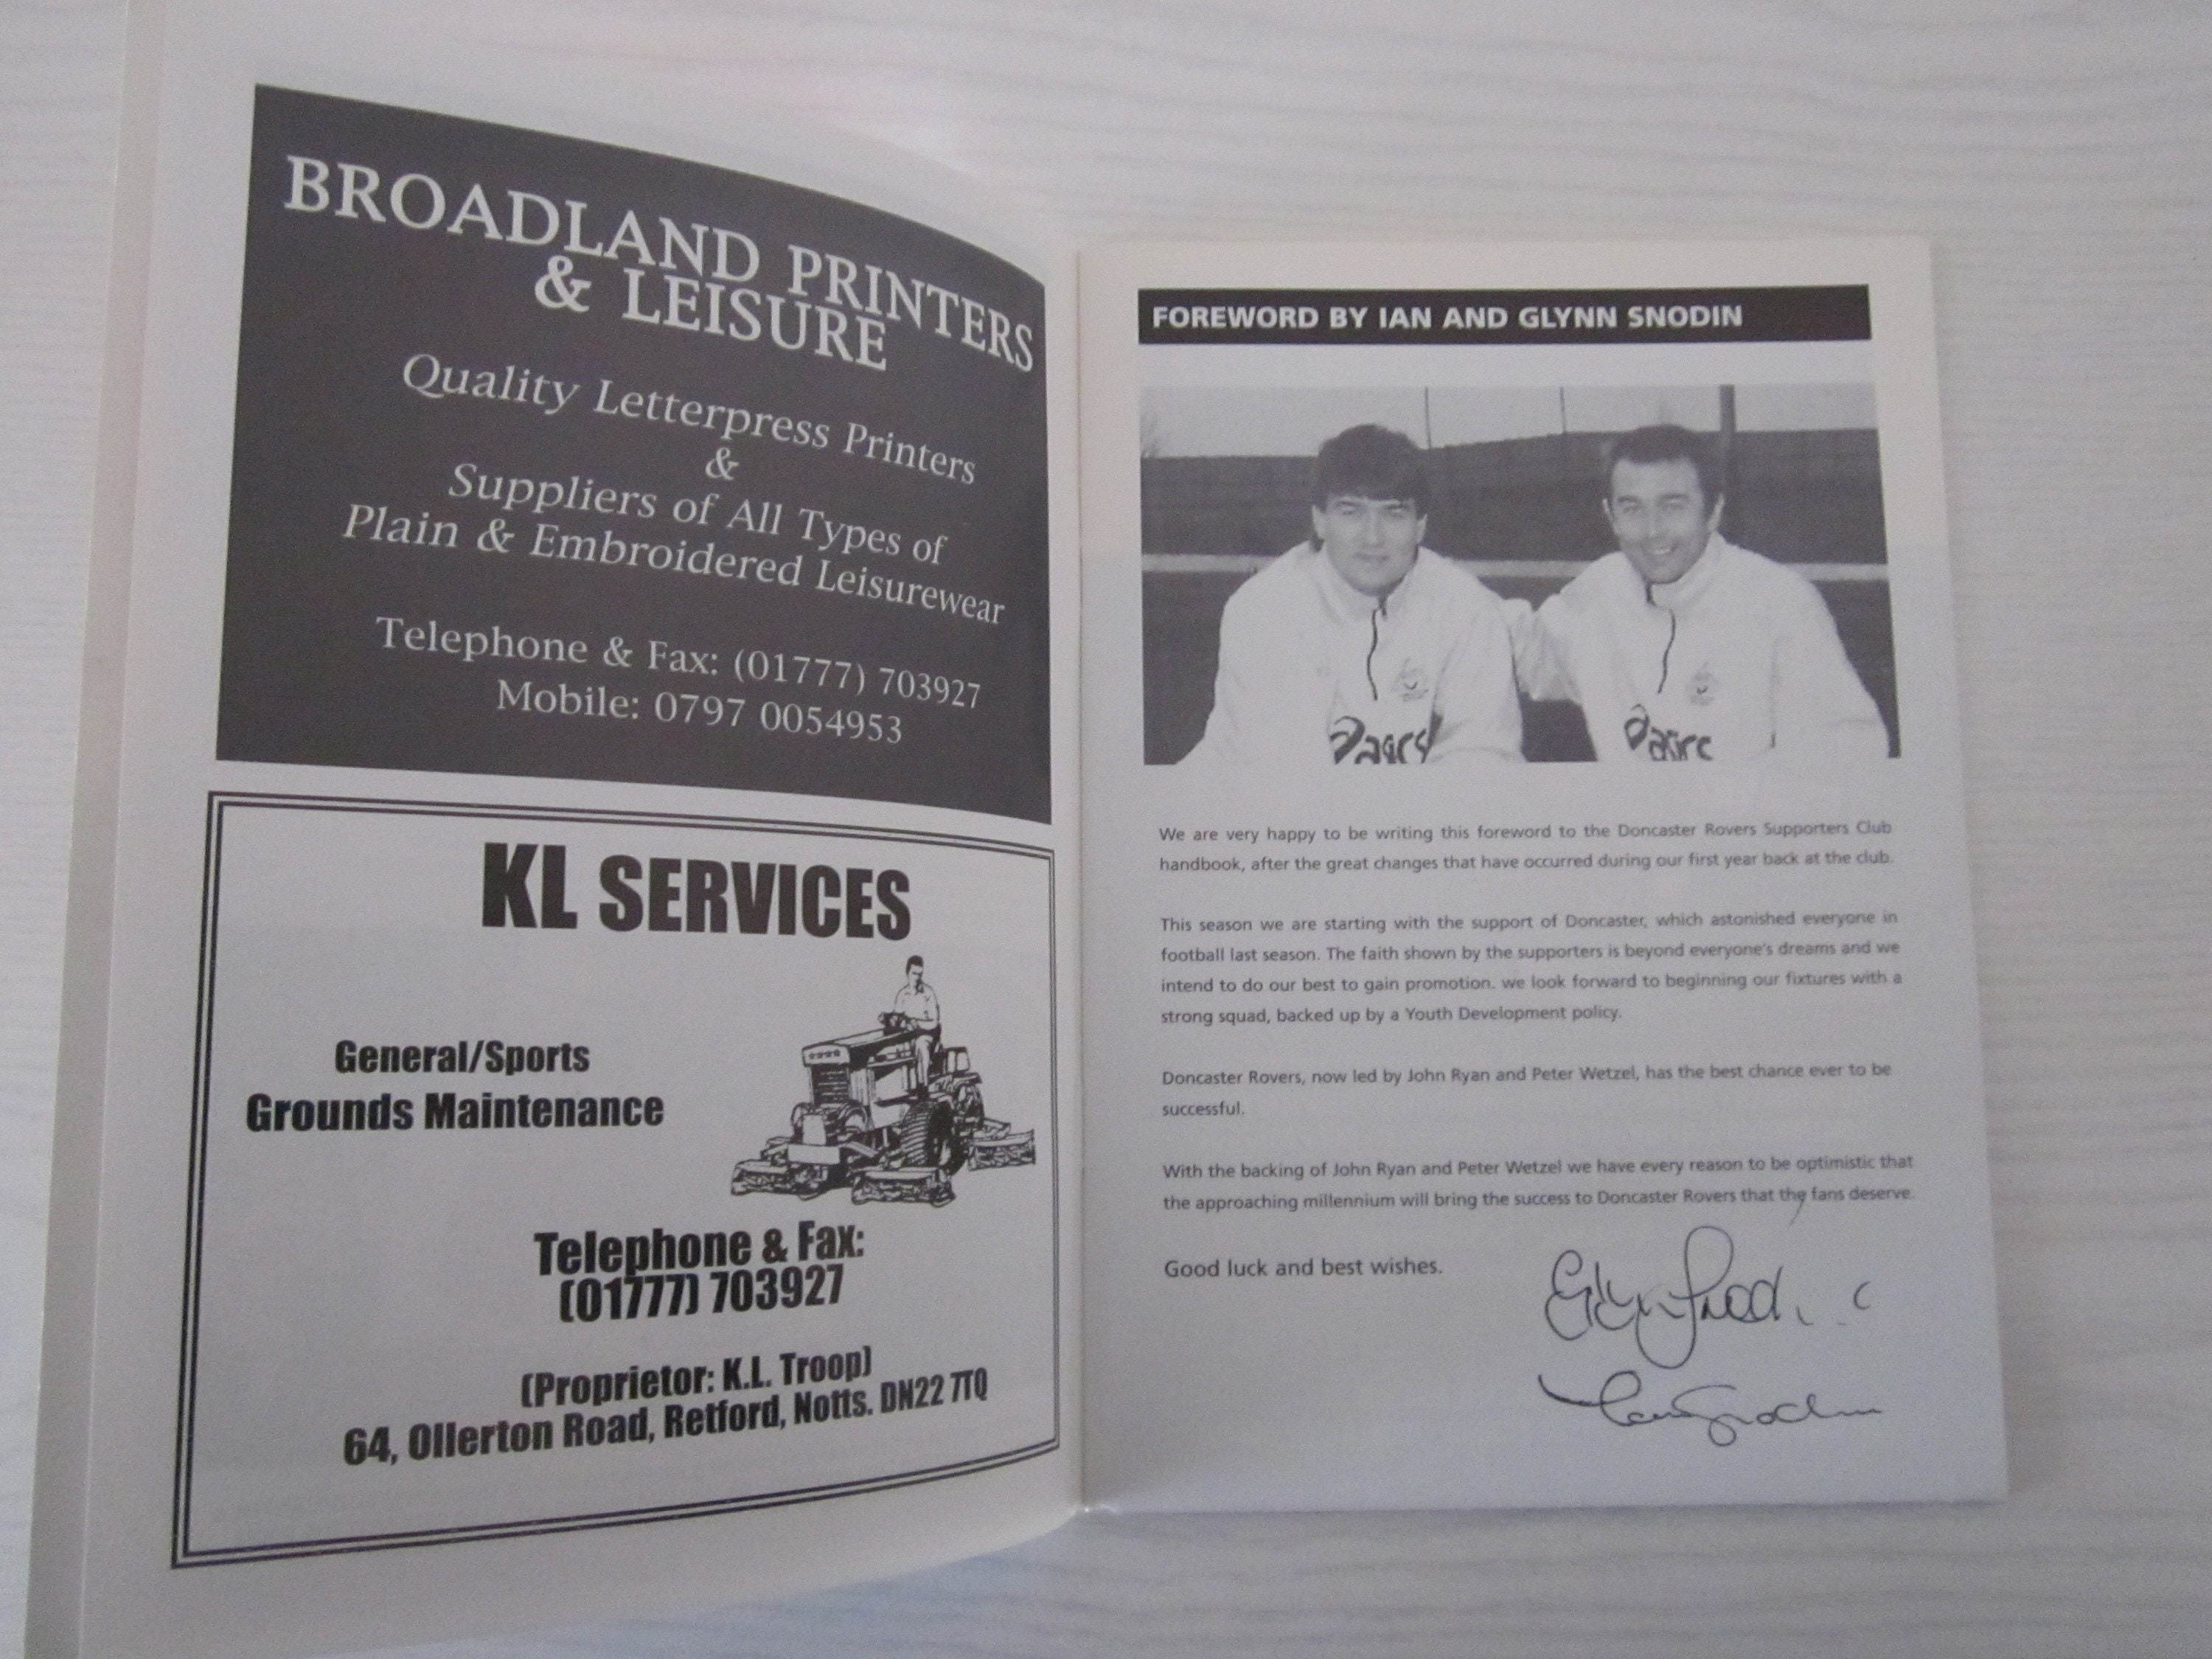 BROADLAND PRINTERS
& LEISURE
Quality Letterpress Printers
&
Suppliers of All Types of
Plain & Embroidered Leisurewear
Telephone & Fax: (01777) 703927
Mobile: 0797 0054953
KL SERVICES
General/Sports
Grounds Maintenance
Telephone & Fax:
(01777) 703927
(Proprietor: K.L. Troop)
64, Ollerton Road, Retford, Notts. DN22 7TQ
FOREWORD BY IAN AND GLYNN SNODIN
We are very happy to be writing this foreword to the Doncaster Rovers Supporters Club
handbook, after the great changes that have occurred during our first year back at the club.
This season we are starting with the support of Doncaster, which astonished everyone in
football last season. The faith shown by the supporters is beyond everyone's dreams and we
intend to do our best to gain promotion. we look forward to beginning our fixtures with a
strong squad, backed up by a Youth Development policy.
Doncaster Rovers, now led by John Ryan and Peter Wetzel, has the best chance ever to be
successful.
With the backing of John Ryan and Peter Wetzel we have every reason to be optimistic that
the approaching millennium will bring the success to Doncaster Rovers that the fans deserve.
Good luck and best wishes.
Glyn Snodin
Ian Snodin